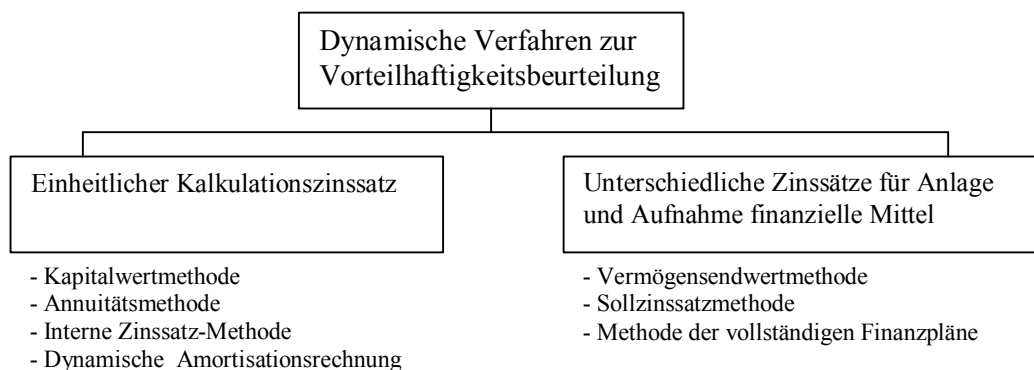 Dynamische Verfahren zur
Vorteilhaftigkeitsbeurteilung
Einheitlicher Kalkulationszinssatz
- Kapitalwertmethode
- Annuitätsmethode
- Interne Zinssatz-Methode
- Dynamische Amortisationsrechnung
Unterschiedliche Zinssätze für Anlage
und Aufnahme finanzielle Mittel
- Vermögensendwertmethode
- Sollzinssatzmethode
- Methode der vollständigen Finanzpläne